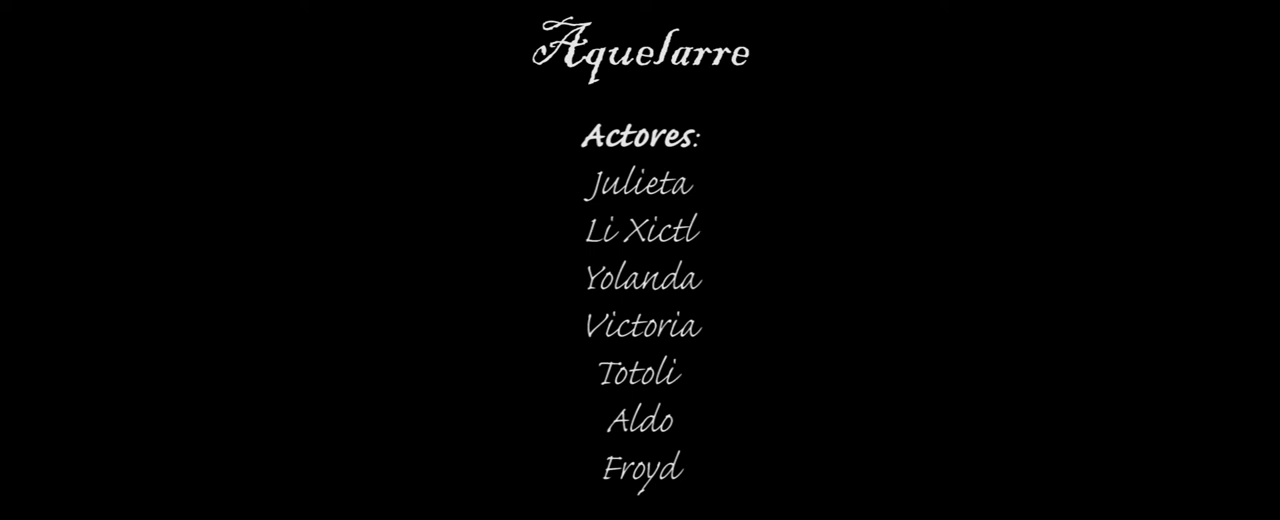 Aquelarre
Actores:
Julieta
Li Xictl
Yolanda
Victoria
Totoli
Aldo
Froyd